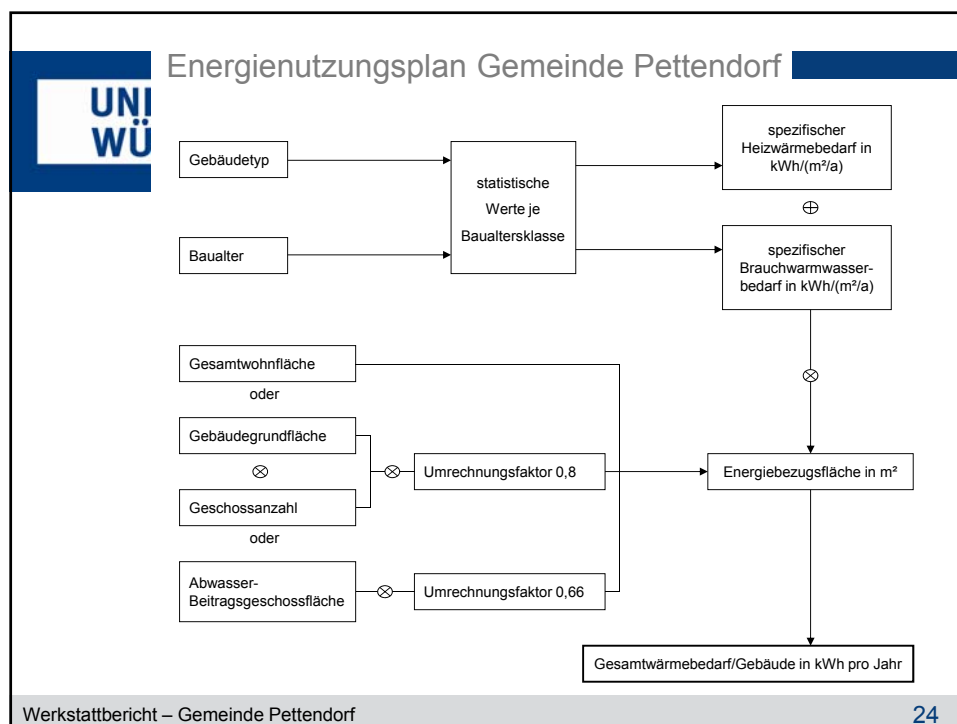 Energienutzungsplan Gemeinde Pettendorf
UNI
WÜ
Gebäudetyp
Baualter
statistische
Werte je
Baualtersklasse
spezifischer
Heizwärmebedarf in
kWh/(m²/a)
⊕
spezifischer
Brauchwarmwasser-
bedarf in kWh/(m²/a)
⊗
Gesamtwohnfläche
oder
Gebäudegrundfläche
⊗
Geschossanzahl
⊗
Umrechnungsfaktor 0,8
oder
Abwasser-
Beitragsgeschossfläche
⊗
Umrechnungsfaktor 0,66
Energiebezugsfläche in m²
Gesamtwärmebedarf/Gebäude in kWh pro Jahr
Werkstattbericht – Gemeinde Pettendorf
24